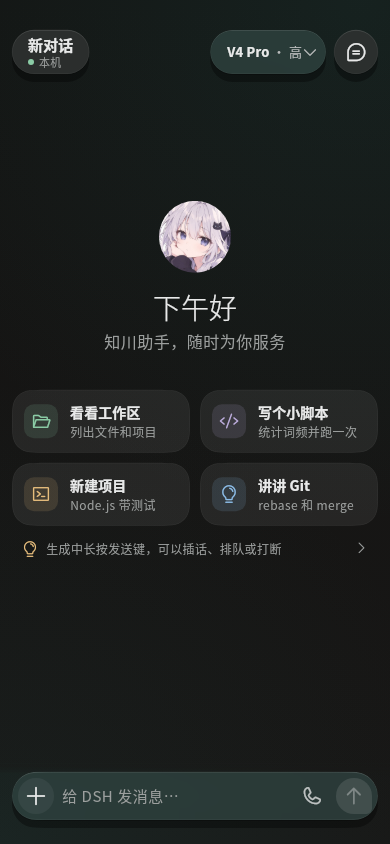 新对话
本机
V4 Pro · 高
下午好
知川助手，随时为你服务
看看工作区
列出文件和项目
写个小脚本
统计词频并跑一次
新建项目
Node.js 带测试
讲讲 Git
rebase 和 merge
生成中长按发送键，可以插话、排队或打断
给 DSH 发消息…